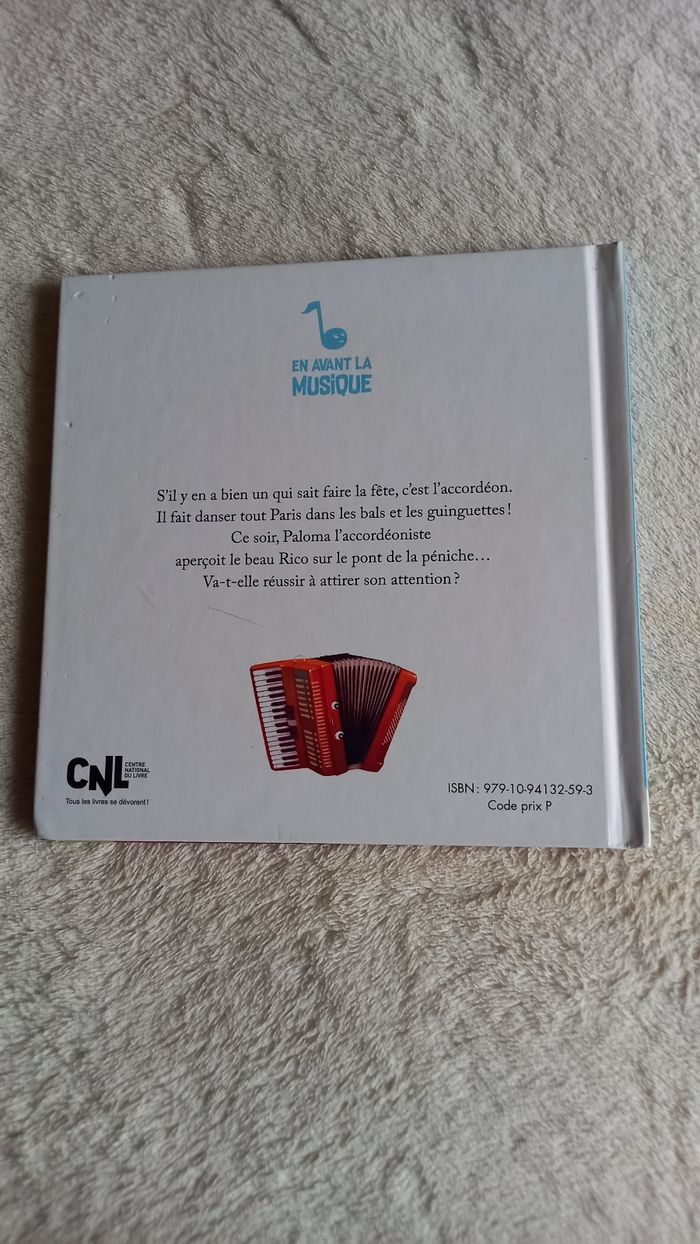 EN AVANT LA
MUSiQUE
S'il y en a bien un qui sait faire la fête, c'est l'accordéon.
Il fait danser tout Paris dans les bals et les guinguettes !
Ce soir, Paloma l'accordéoniste
aperçoit le beau Rico sur le pont de la péniche…
Va-t-elle réussir à attirer son attention ?
CNL
CENTRE
NATIONAL
DU LIVRE
Tous les livres se dévorent !
ISBN : 979-10-94132-59-3
Code prix P